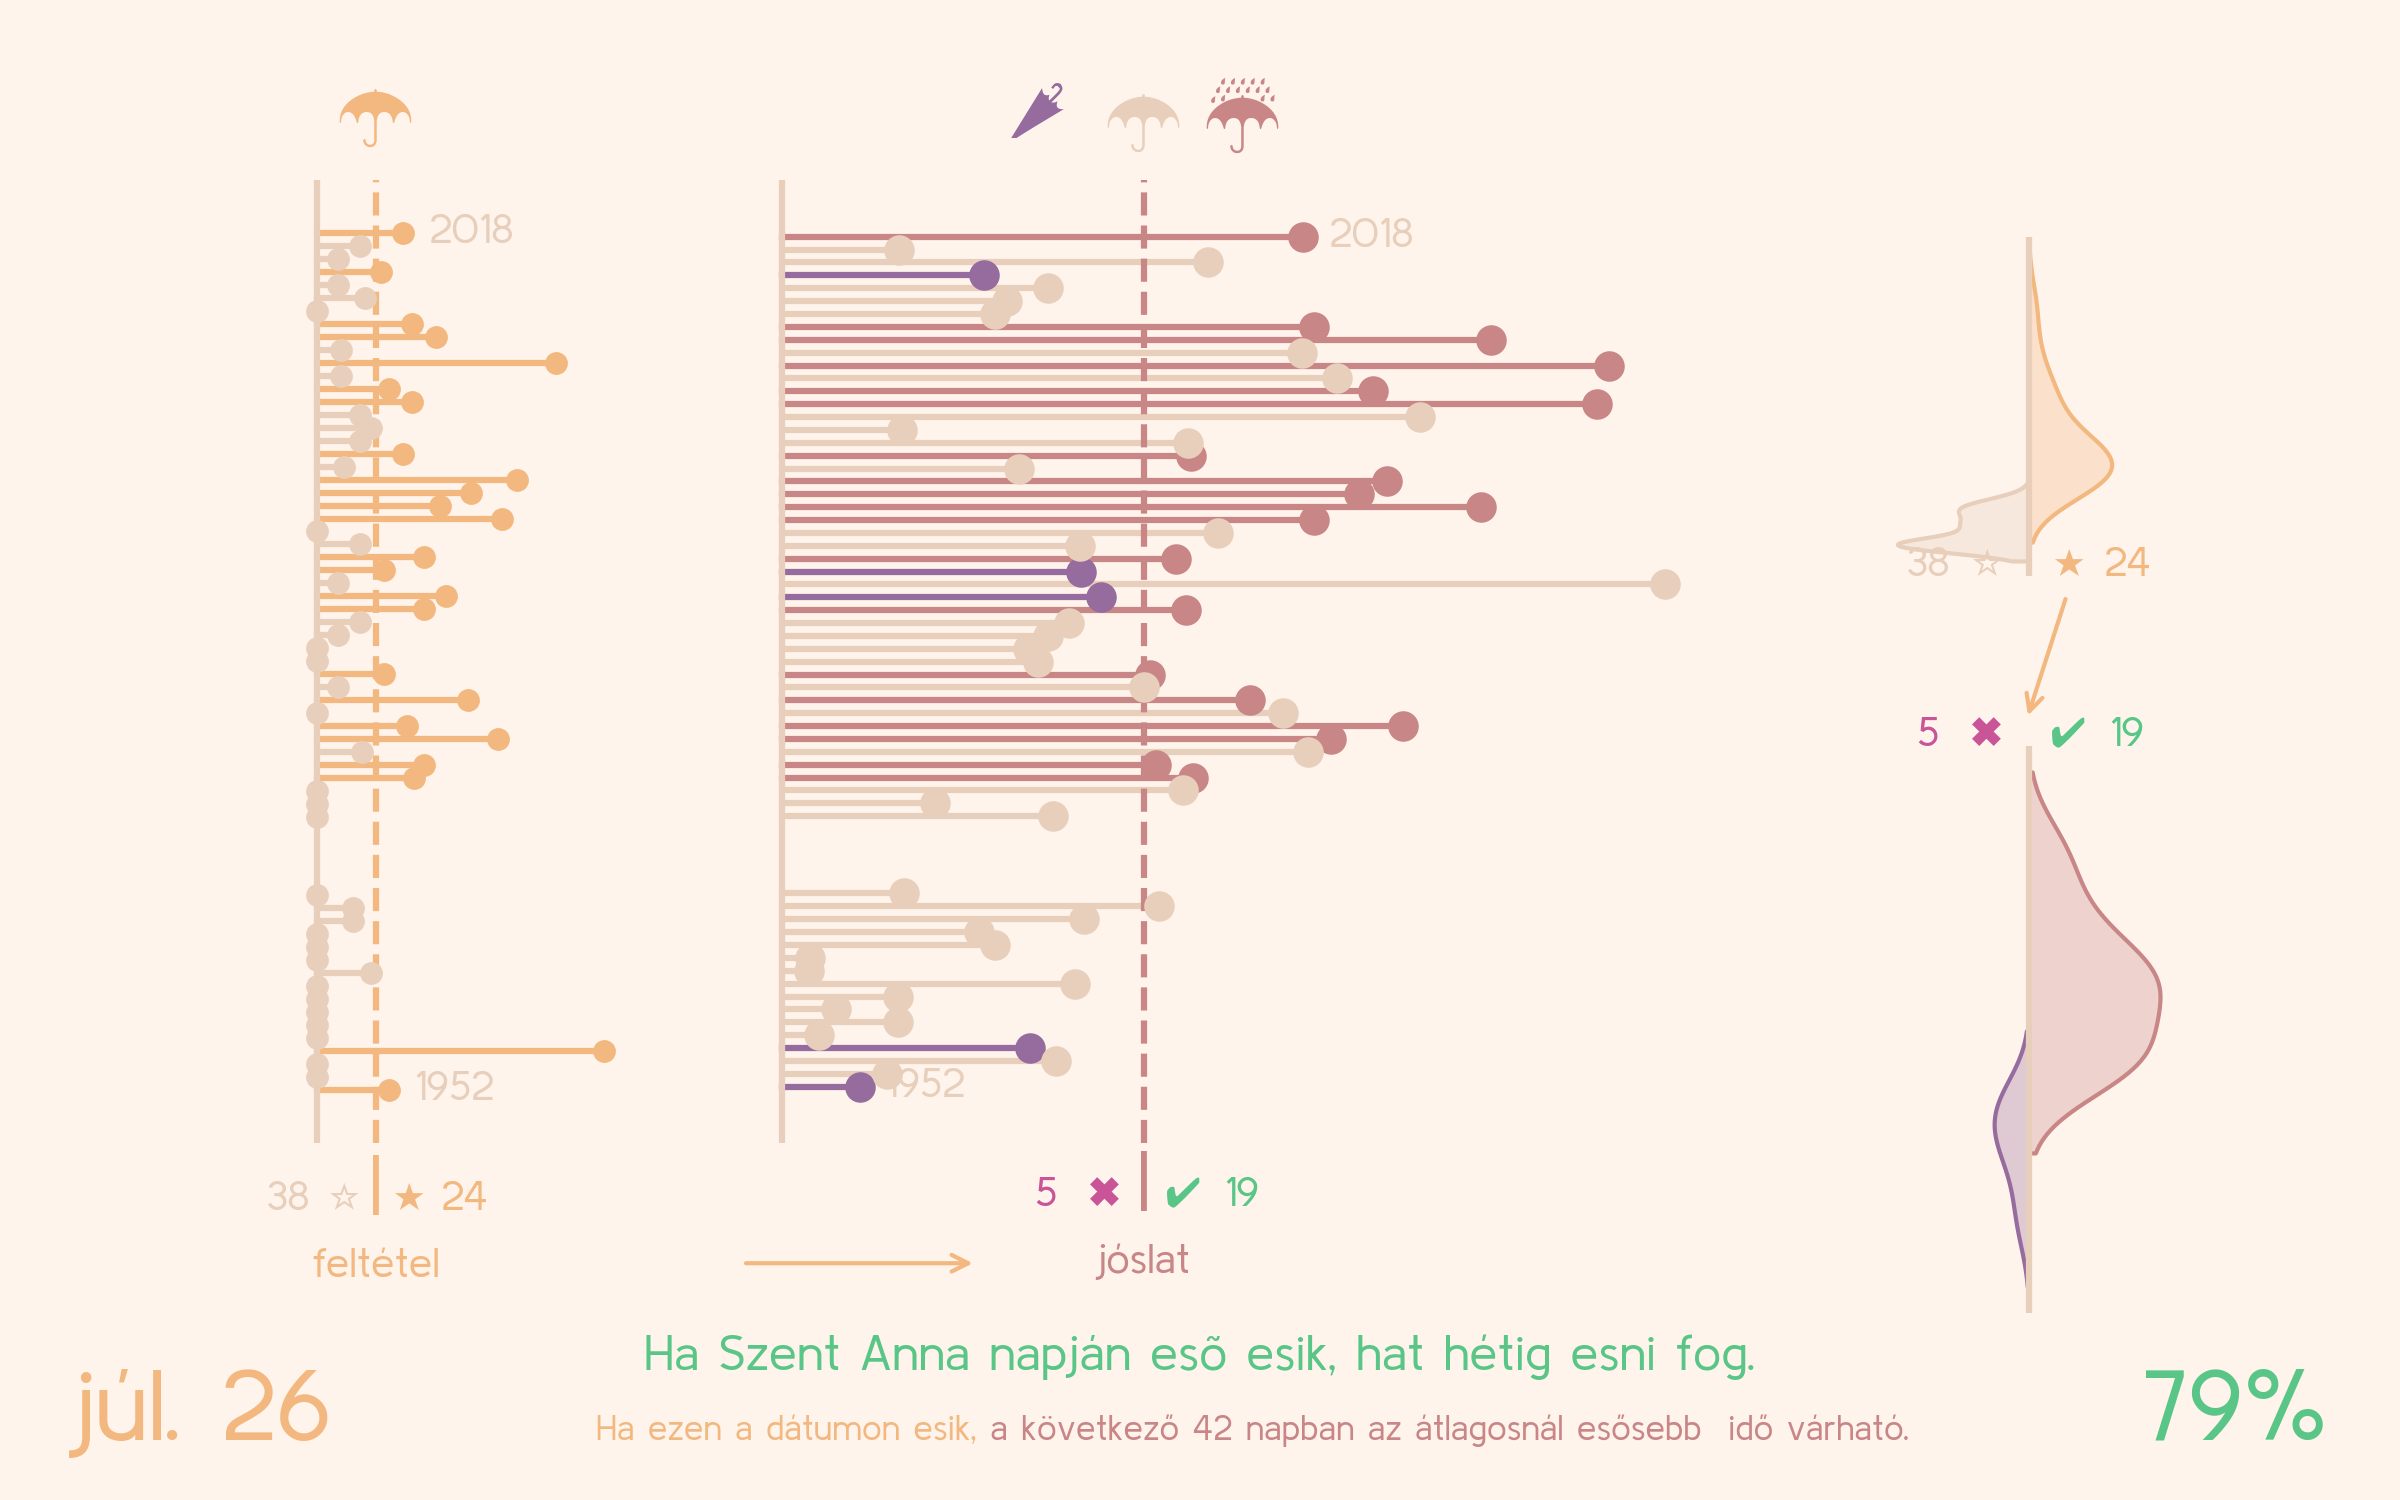 2018
2018
38 ☆ ★ 24
5 ✖ ✔ 19
1952
1952
38 ☆ ★ 24
5 ✖ ✔ 19
feltétel
jóslat
Ha Szent Anna napján esõ esik, hat hétig esni fog.
júl. 26
79%
Ha ezen a dátumon esik, a következő 42 napban az átlagosnál esősebb idő várható.